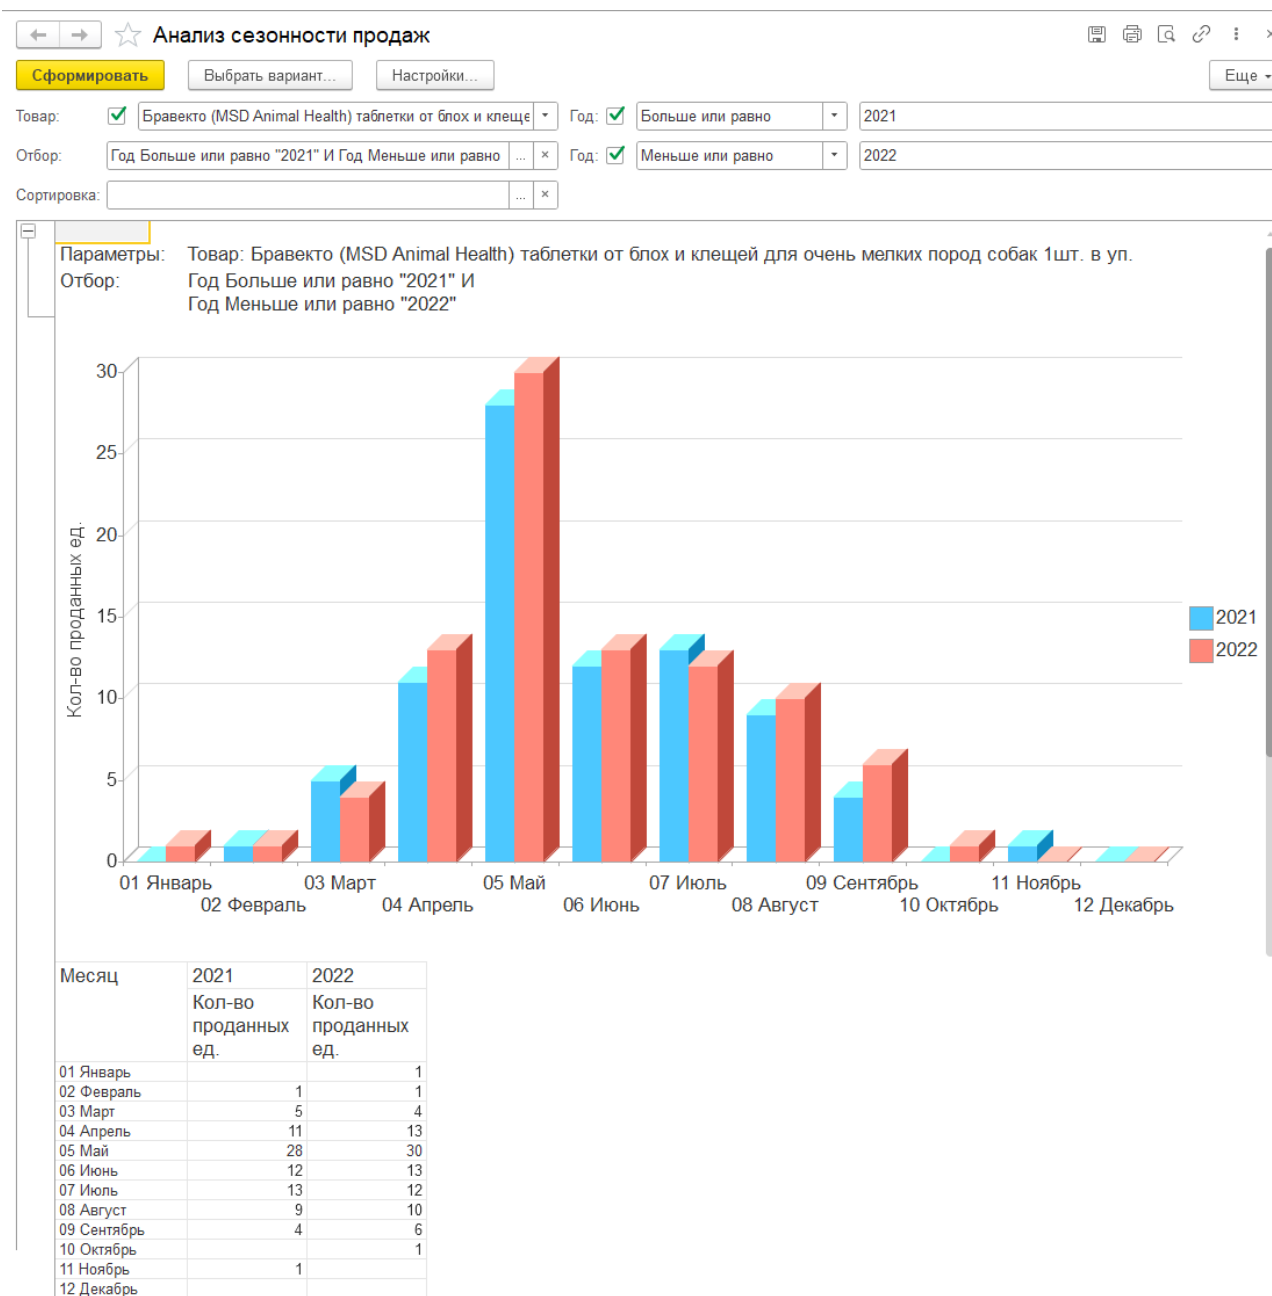 Анализ сезонности продаж
Сформировать
Выбрать вариант...
Настройки...
Еще
Товар:
Бравекто (MSD Animal Health) таблетки от блох и клеще
Год:
Больше или равно
2021
Отбор:
Год Больше или равно "2021" И Год Меньше или равно
...
×
Год:
Меньше или равно
2022
Сортировка:
...
×
Параметры: Товар: Бравекто (MSD Animal Health) таблетки от блох и клещей для очень мелких пород собак 1шт. в уп.
Отбор: Год Больше или равно "2021" И
Год Меньше или равно "2022"
Кол-во проданных ед.
30
25
20
15
10
5
0
01 Январь
02 Февраль
03 Март
04 Апрель
05 Май
06 Июнь
07 Июль
08 Август
09 Сентябрь
10 Октябрь
11 Ноябрь
12 Декабрь
2021
2022
Месяц 2021 2022
Кол-во Кол-во
проданных проданных
ед. ед.
01 Январь 1
02 Февраль 1 1
03 Март 5 4
04 Апрель 11 13
05 Май 28 30
06 Июнь 12 13
07 Июль 13 12
08 Август 9 10
09 Сентябрь 4 6
10 Октябрь 1
11 Ноябрь 1
12 Декабрь